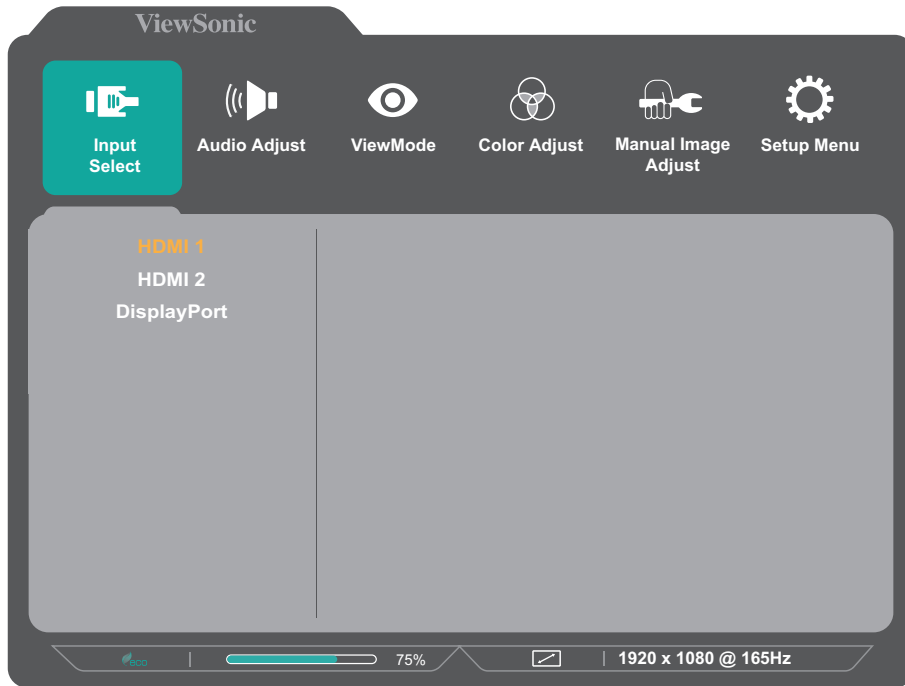 ViewSonic
Input
Select
Audio Adjust
ViewMode
Color Adjust
Manual Image
Adjust
Setup Menu
HDMI 1
HDMI 2
DisplayPort
eco
75%
1920 x 1080 @ 165Hz